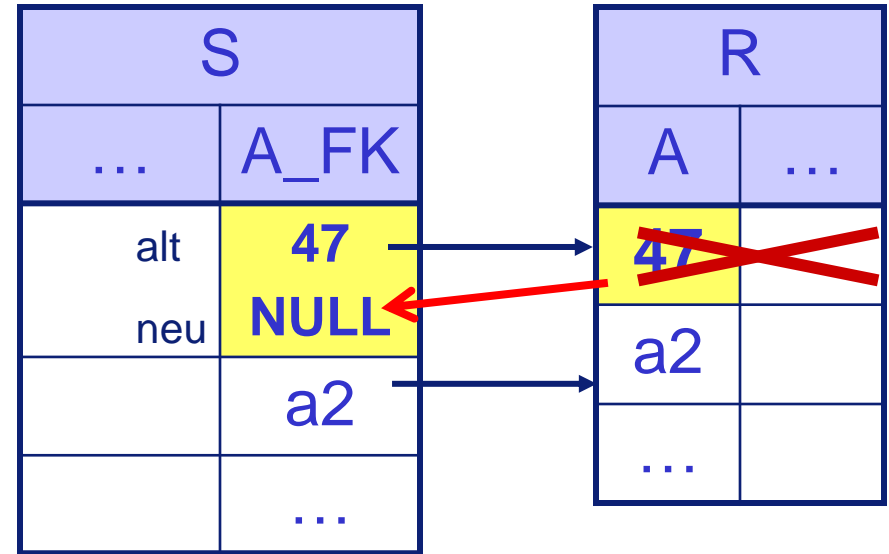 S
… A_FK
alt 47
neu NULL
a2
…
R
A …
47
a2
…